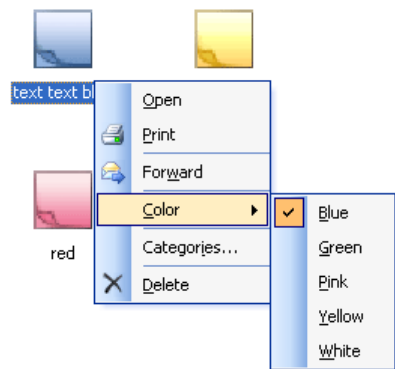 text text bl
Open
Print
Forward
Color
Categories...
Delete
Blue
Green
Pink
Yellow
White
red